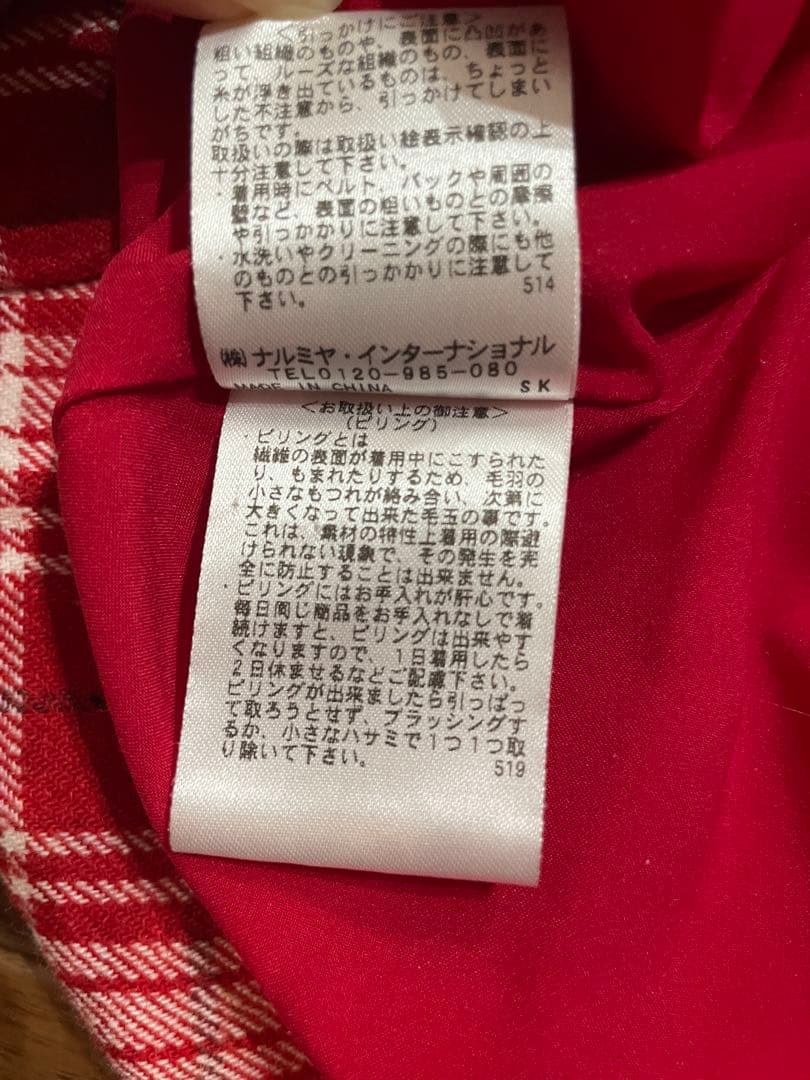 〈引っかけにご注意〉
粗い織のものや、表面に凸凹があ
って組ルーズな組織のもの、表面に
糸が浮き出ているものは、ちょっと
した不注意から、引っかけてしまい
がちです。
取扱いの際は取扱い絵表示確認の上
十分注意して下さい。
・着用時にベルト、バックや周囲の
壁など、表面の粗いものとの摩擦
や引っかかりに注意して下さい。
・水洗いやクリーニングの際にも他
のものとの引っかかりに注意して
下さい。
514
㈱ナルミヤ・インターナショナル
TEL0120-985-080
MADE IN CHINA SK
＜お取扱い上の御注意＞
(ピリング)
・ピリングとは
繊維の表面が着用中にこすられた
り、もまれたりするため、毛羽の
小さなもつれが絡み合い、次第に
大きくなって出来た毛玉の事です。
これは、素材の特性上着用の際避
けられない現象で、その発生を完
全に防止することは出来ません。
・ピリングにはお手入れが肝心です。
毎日同じ商品をお手入れなしで着
続けますと、ピリングは出来やす
くなりますので、1日着用したら
2日休ませるなどご配慮下さい。
ピリングが出来ましたら引っぱっ
て取ろうとせず、ブラッシングす
るか、小さなハサミで1つ1つ取
り除いて下さい。
519